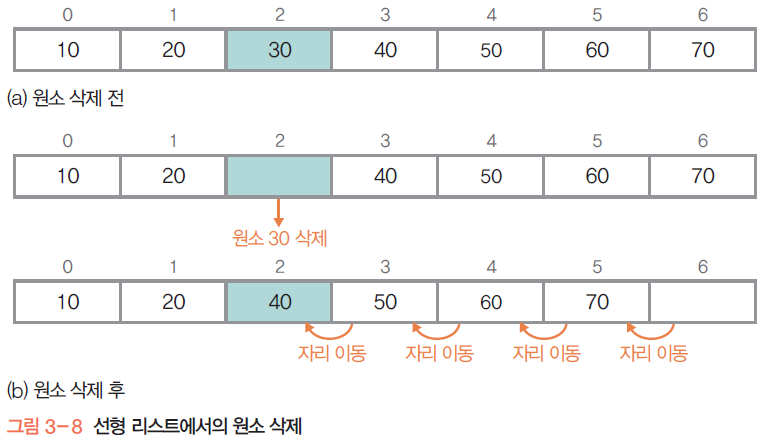 0 1 2 3 4 5 6
10 20 30 40 50 60 70
(a) 원소 삭제 전
0 1 2 3 4 5 6
10 20 40 50 60 70
원소 30 삭제
0 1 2 3 4 5 6
10 20 40 50 60 70
자리 이동 자리 이동 자리 이동 자리 이동
(b) 원소 삭제 후
그림 3-8 선형 리스트에서의 원소 삭제